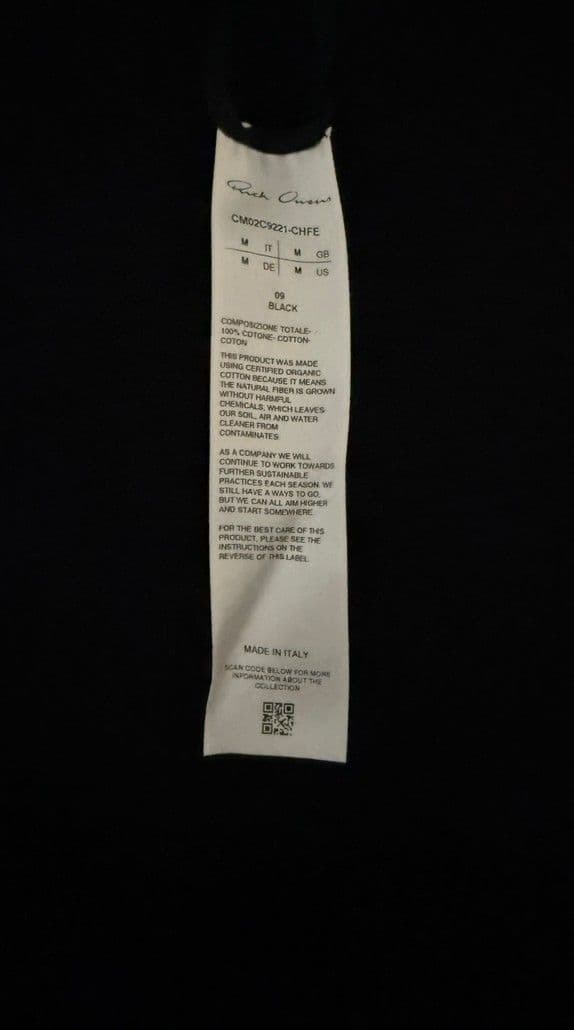 Rick Owens
CM02C9221-CHFE
M IT M GB
M DE M US
09
BLACK
COMPOSIZIONE TOTALE-
100% COTONE- COTTON-
COTON
THIS PRODUCT WAS MADE
USING CERTIFIED ORGANIC
COTTON BECAUSE IT MEANS
THE NATURAL FIBER IS GROWN
WITHOUT HARMFUL
CHEMICALS, WHICH LEAVES
OUR SOIL, AIR AND WATER
CLEANER FROM
CONTAMINATES
AS A COMPANY WE WILL
CONTINUE TO WORK TOWARDS
FURTHER SUSTAINABLE
PRACTICES EACH SEASON. WE
STILL HAVE A WAYS TO GO,
BUT WE CAN ALL AIM HIGHER
AND START SOMEWHERE.
FOR THE BEST CARE OF THIS
PRODUCT, PLEASE SEE THE
INSTRUCTIONS ON THE
REVERSE OF THIS LABEL.
MADE IN ITALY
SCAN CODE BELOW FOR MORE
INFORMATION ABOUT THE
COLLECTION